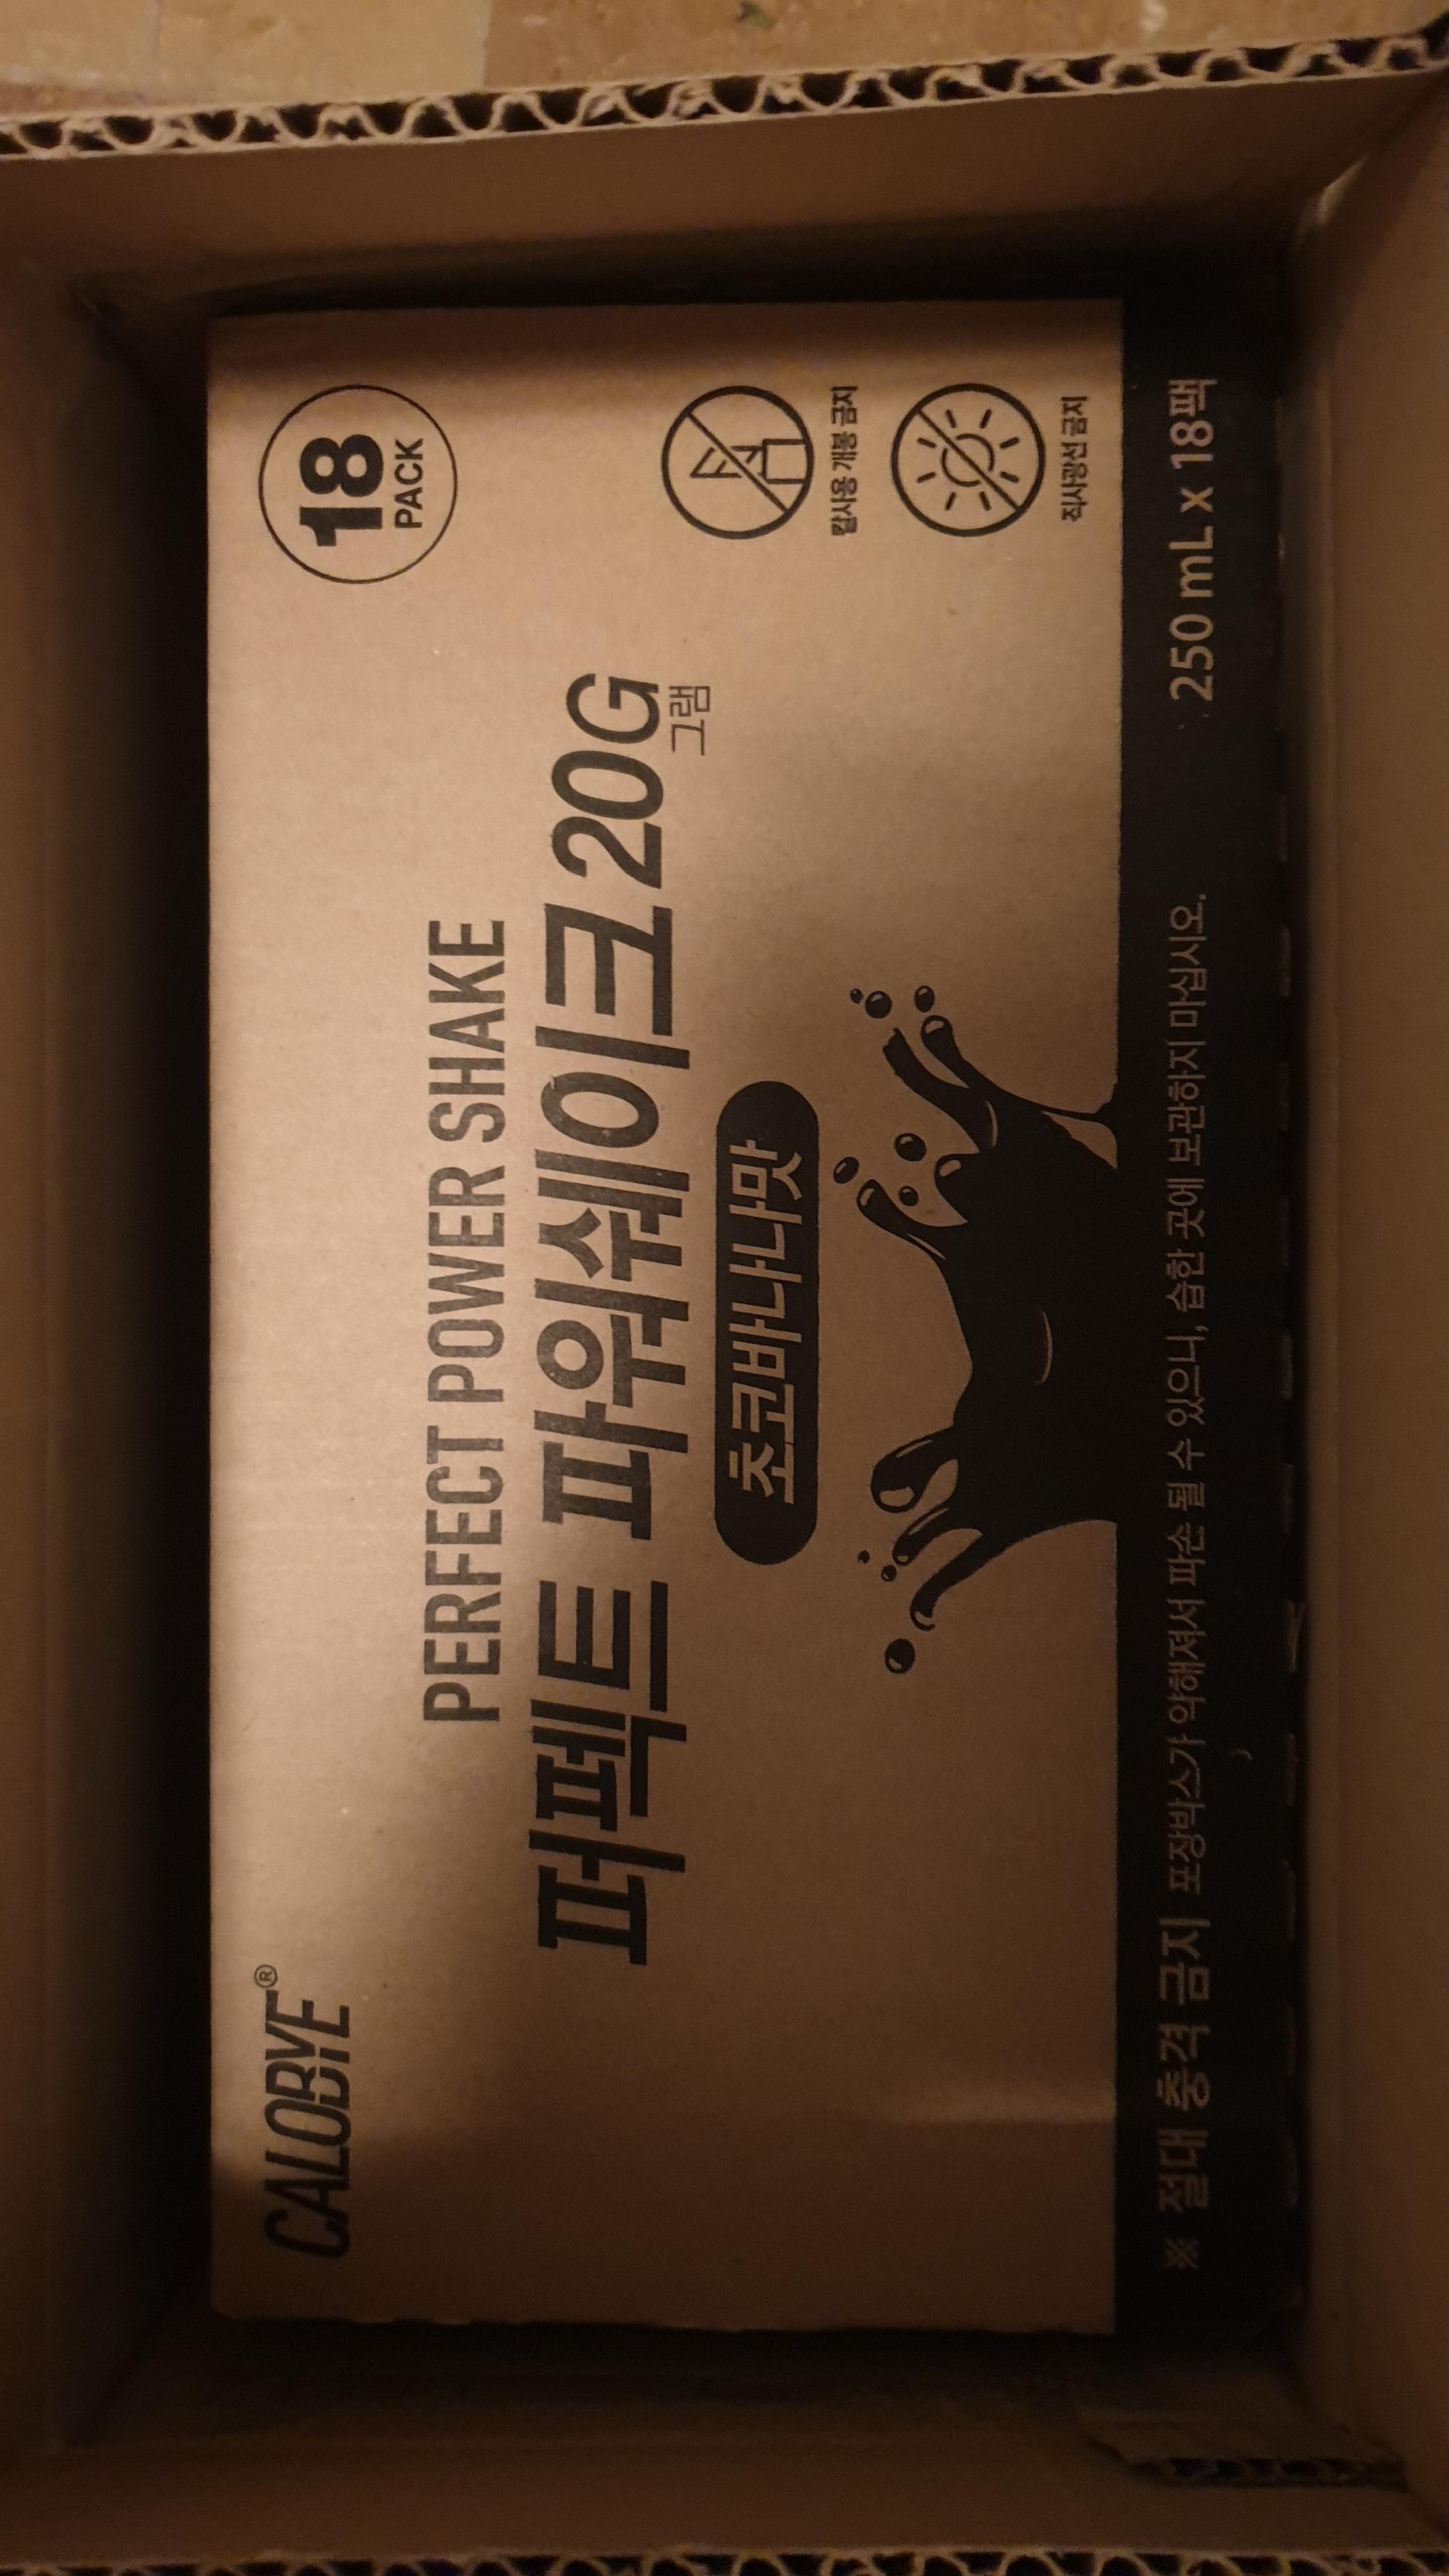 CALOBYE®
18
PACK
PERFECT POWER SHAKE
퍼펙트 파워쉐이크 20G
그램
초코바나나맛
칼사용 개봉 금지
직사광선 금지
※ 절대 충격 금지 포장박스가 약해져서 파손 될 수 있으니, 습한 곳에 보관하지 마십시오.
250 mL x 18팩